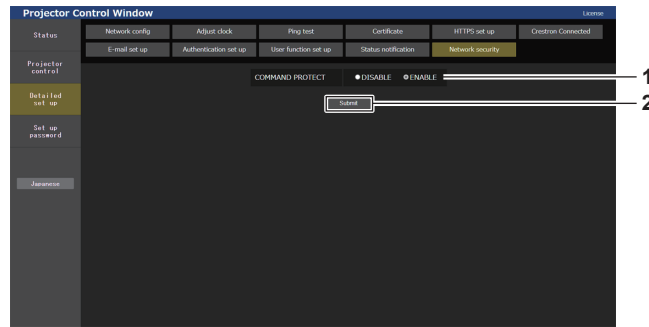 Projector Control Window
License
Status
Network config
Adjust clock
Ping test
Certificate
HTTPS set up
Crestron Connected
E-mail set up
Authentication set up
User function set up
Status notification
Network security
Projector
control
COMMAND PROTECT
DISABLE
ENABLE
1
Detailed
set up
Submit
2
Set up
password
Japanese